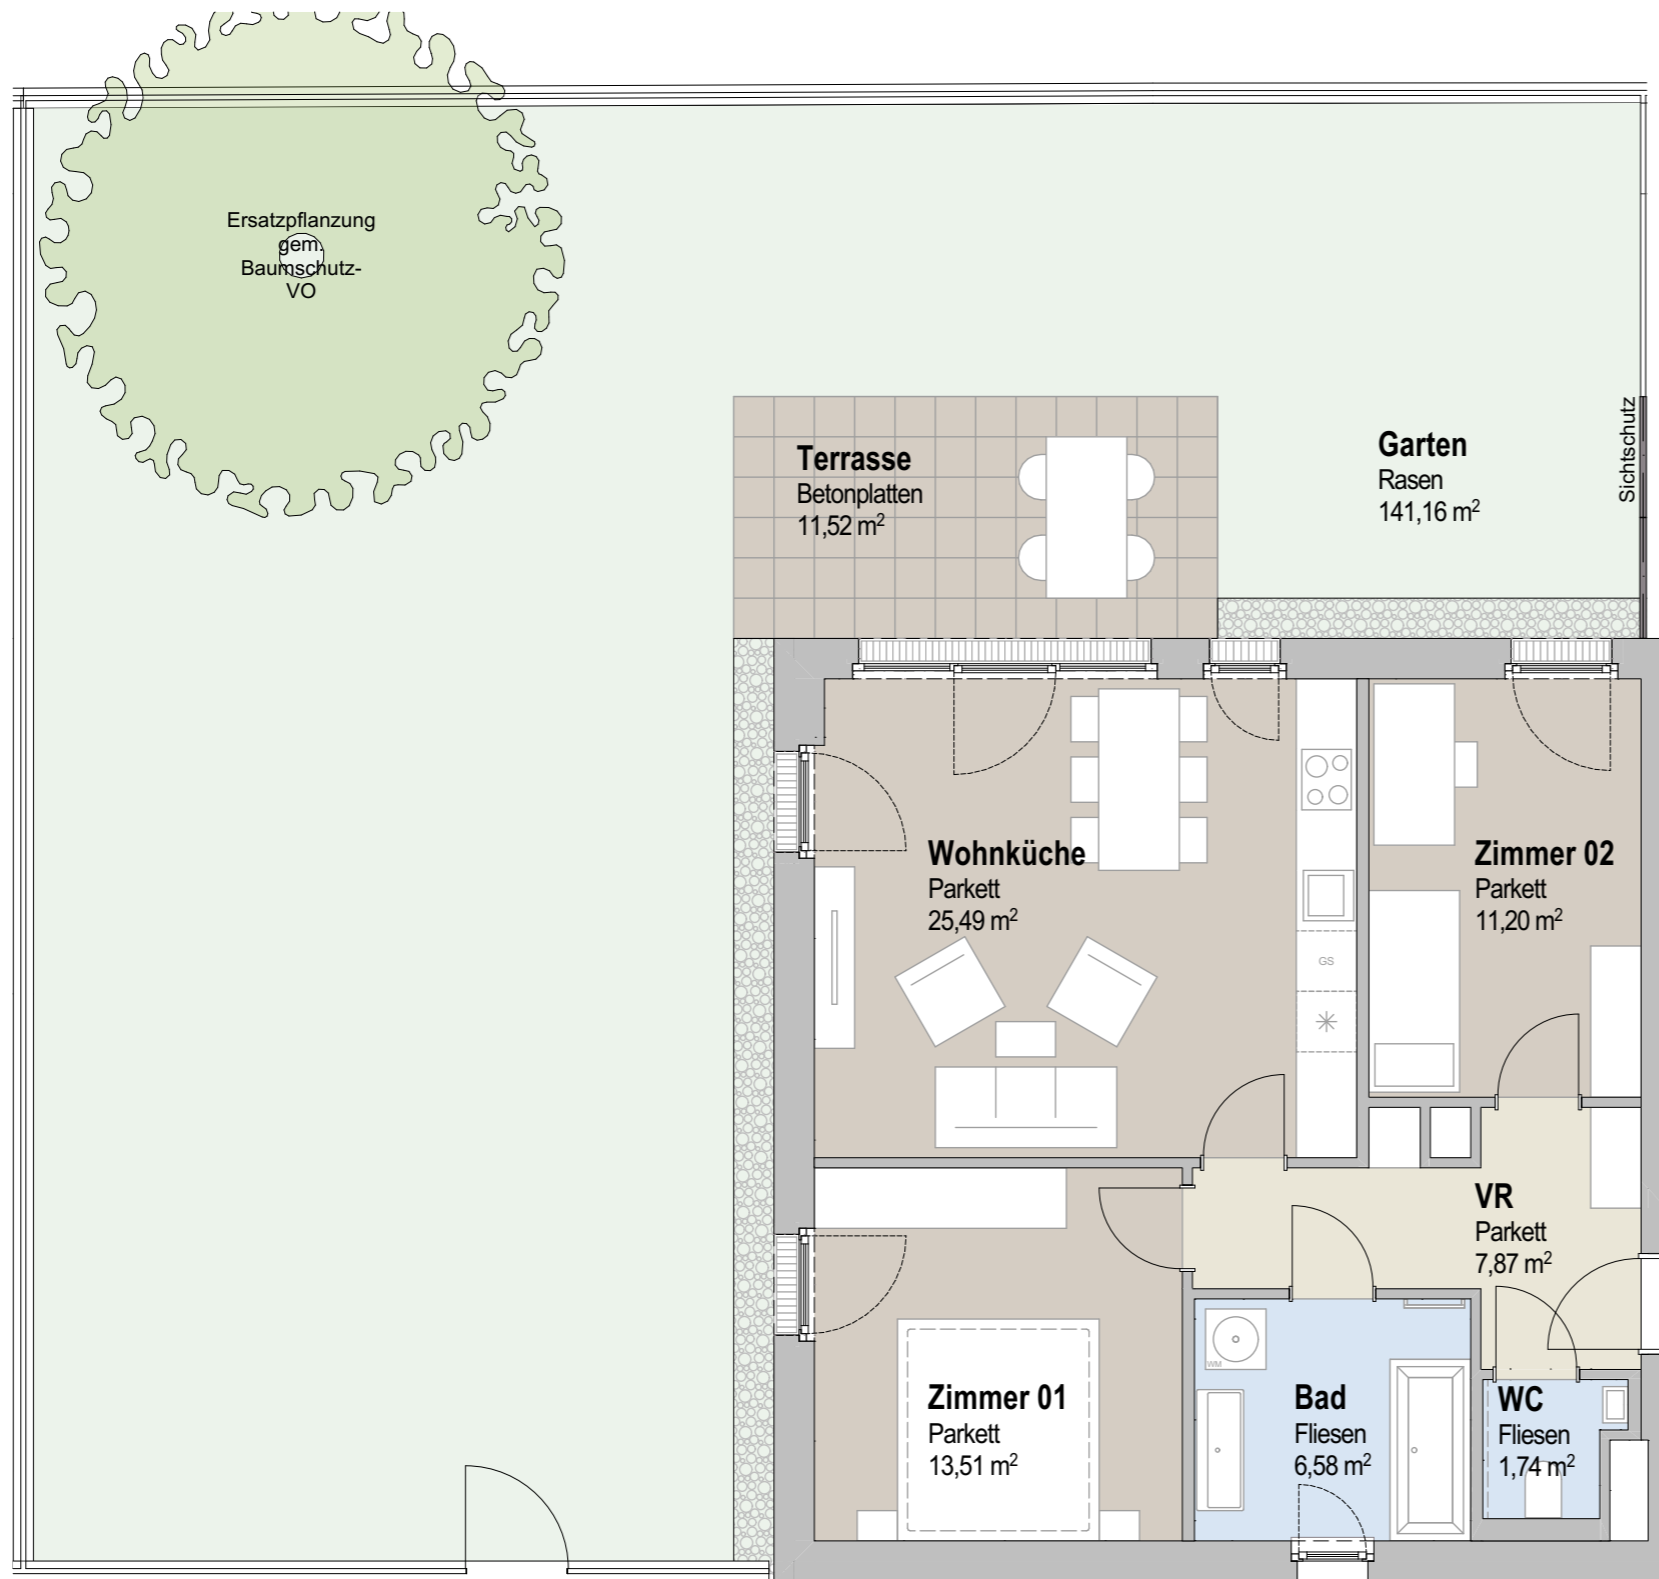 Ersatzpflanzung
gem.
Baumschutz-
VO
Terrasse
Betonplatten
11,52 m²
Garten
Rasen
141,16 m²
Sichtschutz
Wohnküche
Parkett
25,49 m²
Zimmer 02
Parkett
11,20 m²
GS
VR
Parkett
7,87 m²
WM
Zimmer 01
Parkett
13,51 m²
Bad
Fliesen
6,58 m²
WC
Fliesen
1,74 m²